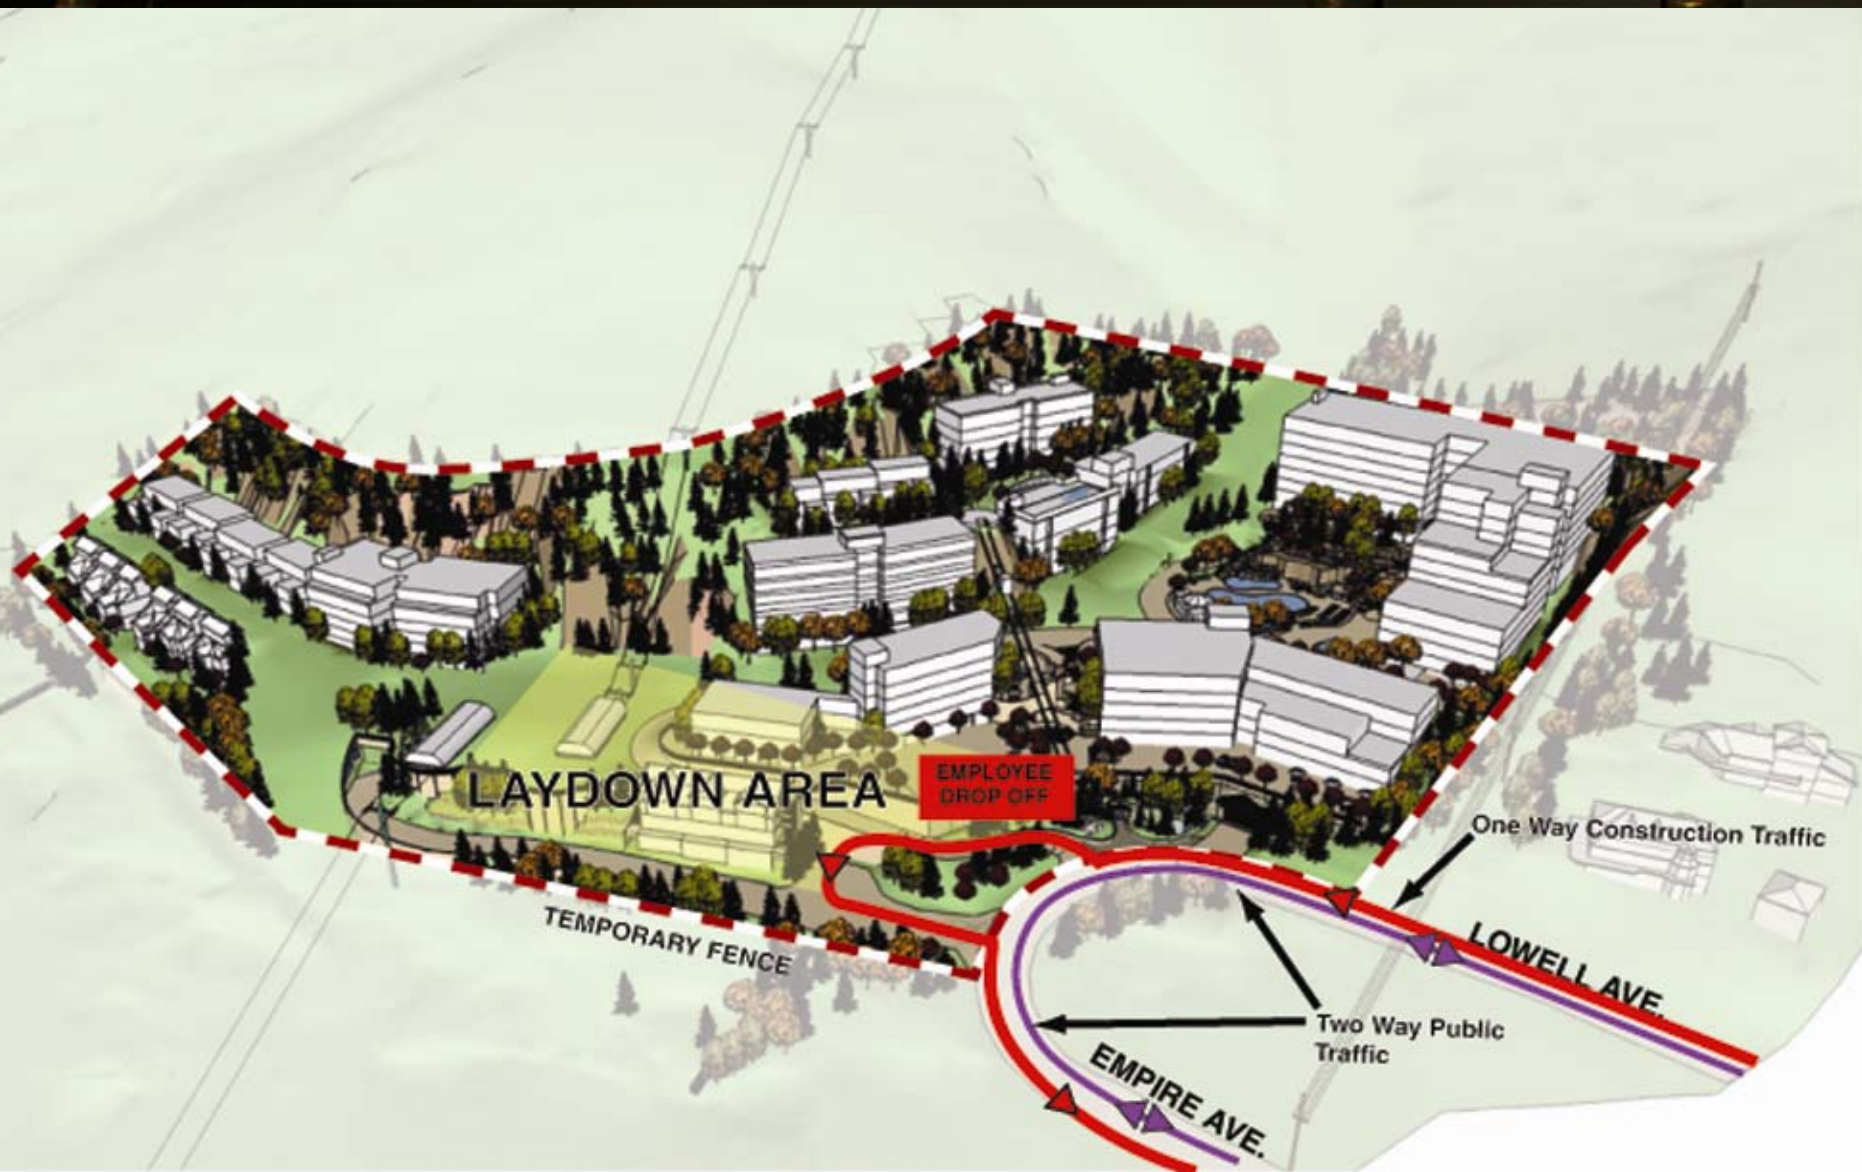 LAYDOWN AREA
EMPLOYEE
DROP OFF
One Way Construction Traffic
TEMPORARY FENCE
LOWELL AVE.
Two Way Public
Traffic
EMPIRE AVE.